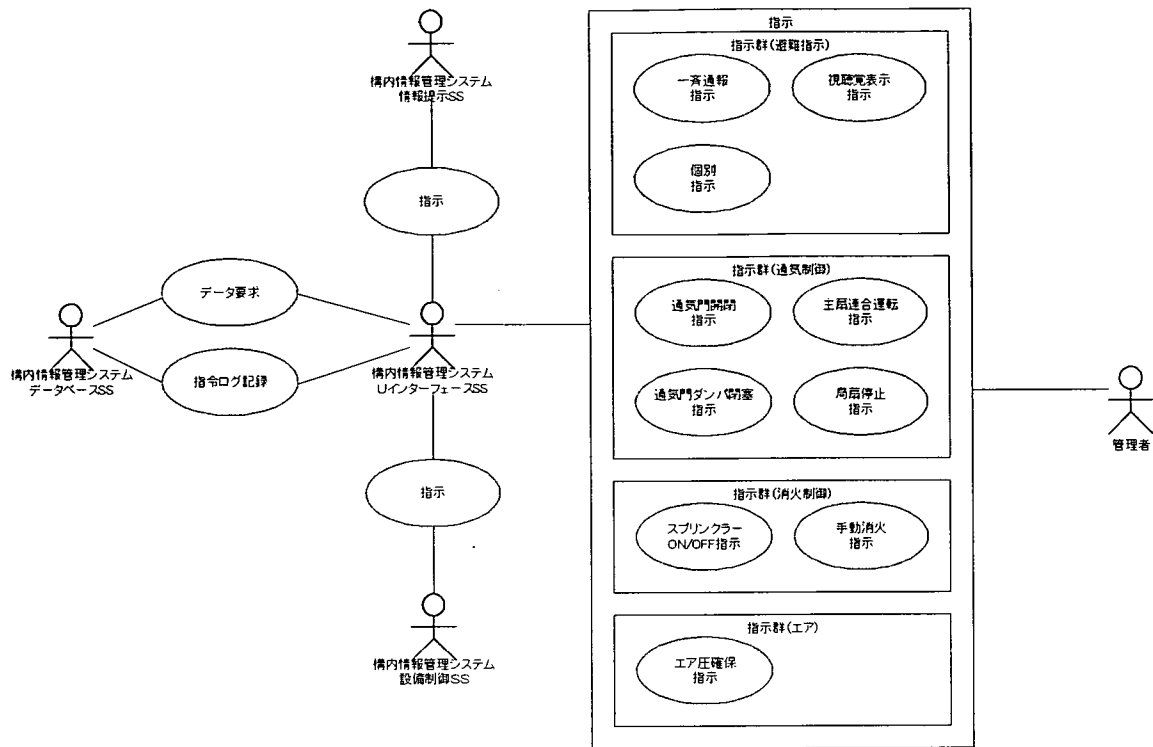 構内情報管理システム
情報提示SS
指示
データ要求
指令ログ記録
構内情報管理システム
データベースSS
構内情報管理システム
UインターフェースSS
指示
構内情報管理システム
設備制御SS
指示
指示群(避難指示)
一斉通報
指示
視聴覚表示
指示
個別
指示
指示群(通気制御)
通気門開閉
指示
主扇連合運転
指示
通気門ダンパ閉塞
指示
局扇停止
指示
指示群(消火制御)
スプリンクラー
ON/OFF指示
手動消火
指示
指示群(エア)
エア圧確保
指示
管理者